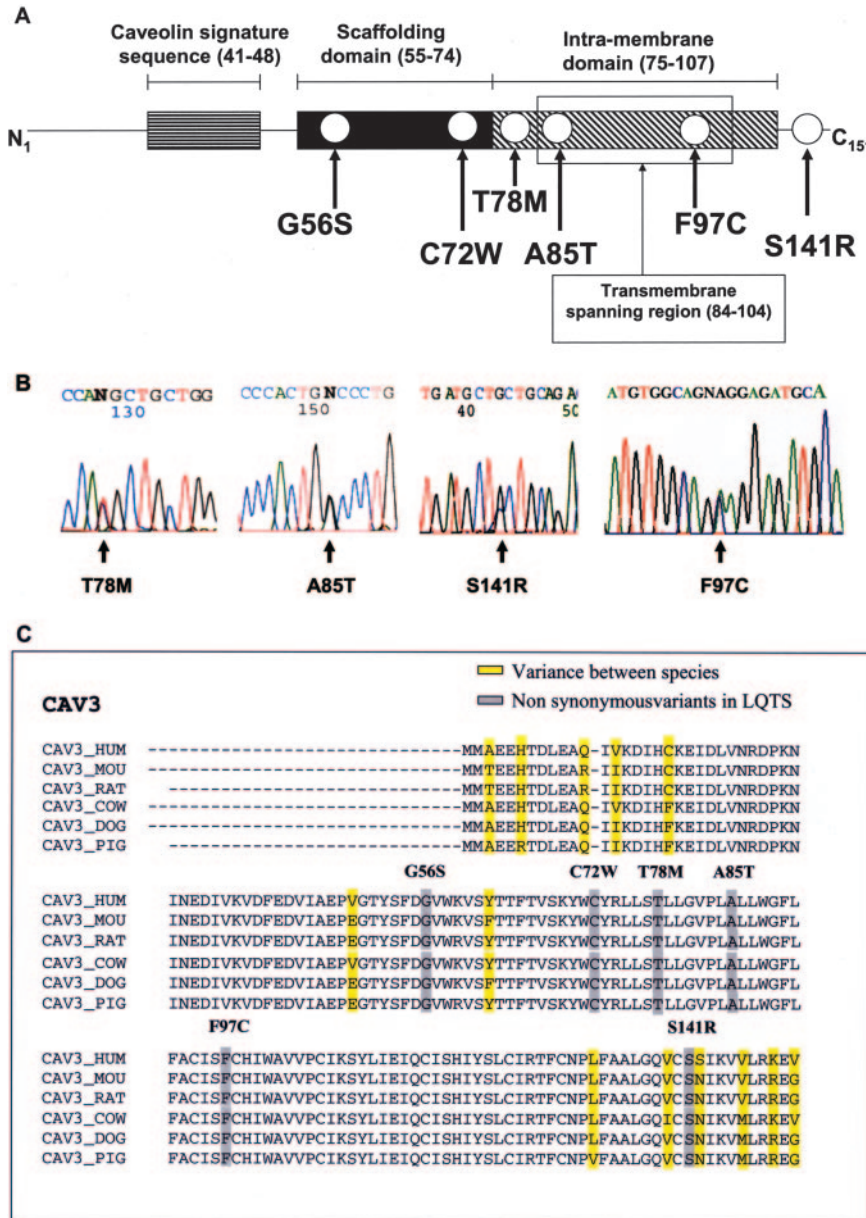 A
Caveolin signature
sequence (41-48)
Scaffolding
domain (55-74)
Intra-membrane
domain (75-107)
N1
C15
G56S
C72W
T78M
A85T
F97C
S141R
Transmembrane
spanning region (84-104)
B
CCANGCTGCTGG
130
CCCACTGNCCCTG
150
TGATGCTGCTGCAGA
40 50
ATGTGGCAGNAGGAGATGCA
T78M
A85T
S141R
F97C
C
Variance between species
Non synonymousvariants in LQTS
CAV3
CAV3_HUM --------------------------MMAEEHTDLEAQ-IVKDIHCKEIDLVNRDPKN
CAV3_MOU --------------------------MMTEEHTDLEAR-IIKDIHCKEIDLVNRDPKN
CAV3_RAT ------------------------MMTEEHTDLEAR-IIKDIHCKEIDLVNRDPKN
CAV3_COW --------------------------MMAEEHTDLEAQ-IVKDIHFKEIDLVNRDPKN
CAV3_DOG --------------------------MMAEEHTDLEAQ-IIKDIHFKEIDLVNRDPKN
CAV3_PIG ------------------------MMAEERTDLEAQ-IIKDIHFKEIDLVNRDPKN
G56S C72W T78M A85T
CAV3_HUM INEDIVKVDFEDVIAEPVGTYSFDGVWKVSYTTFTVSKYWCYRLLSTLLGVPLALLWGFL
CAV3_MOU INEDIVKVDFEDVIAEPEGTYSFDGVWKVSFTTFTVSKYWCYRLLSTLLGVPLALLWGFL
CAV3_RAT INEDIVKVDFEDVIAEPEGTYSFDGVWKVSYTTFTVSKYWCYRLLSTLLGVPLALLWGFL
CAV3_COW INEDIVKVDFEDVIAEPVGTYSFDGVWKVSYTTFTVSKYWCYRLLSTLLGVPLALLWGFL
CAV3_DOG INEDIVKVDFEDVIAEPEGTYSFDGVWRVSFTTFTVSKYWCYRLLSTLLGVPLALLWGFL
CAV3_PIG INEDIVKVDFEDVIAEPEGTYSFDGVWRVSYTTFTVSKYWCYRLLSTLLGVPLALLWGFL
F97C S141R
CAV3_HUM FACISFCHIWAVVPCIKSYLIEIQCISHIYSLCIRTFCNPLFAALGQVCSSIKVVLRKEV
CAV3_MOU FACISFCHIWAVVPCIKSYLIEIQCISHIYSLCIRTFCNPLFAALGQVCSNIKVVLRREG
CAV3_RAT FACISFCHIWAVVPCIKSYLIEIQCISHIYSLCIRTFCNPLFAALGQVCSNIKVVLRREG
CAV3_COW FACISFCHIWAVVPCIKSYLIEIQCISHIYSLCIRTFCNPLFAALGQICSNIKVMLRKEV
CAV3_DOG FACISFCHIWAVVPCIKSYLIEIQCISHIYSLCIRTFCNPLFAALGQVCSNIKVMLRREG
CAV3_PIG FACISFCHIWAVVPCIKSYLIEIQCISHIYSLCIRTFCNPVFAALGQVCSNIKVMLRREG